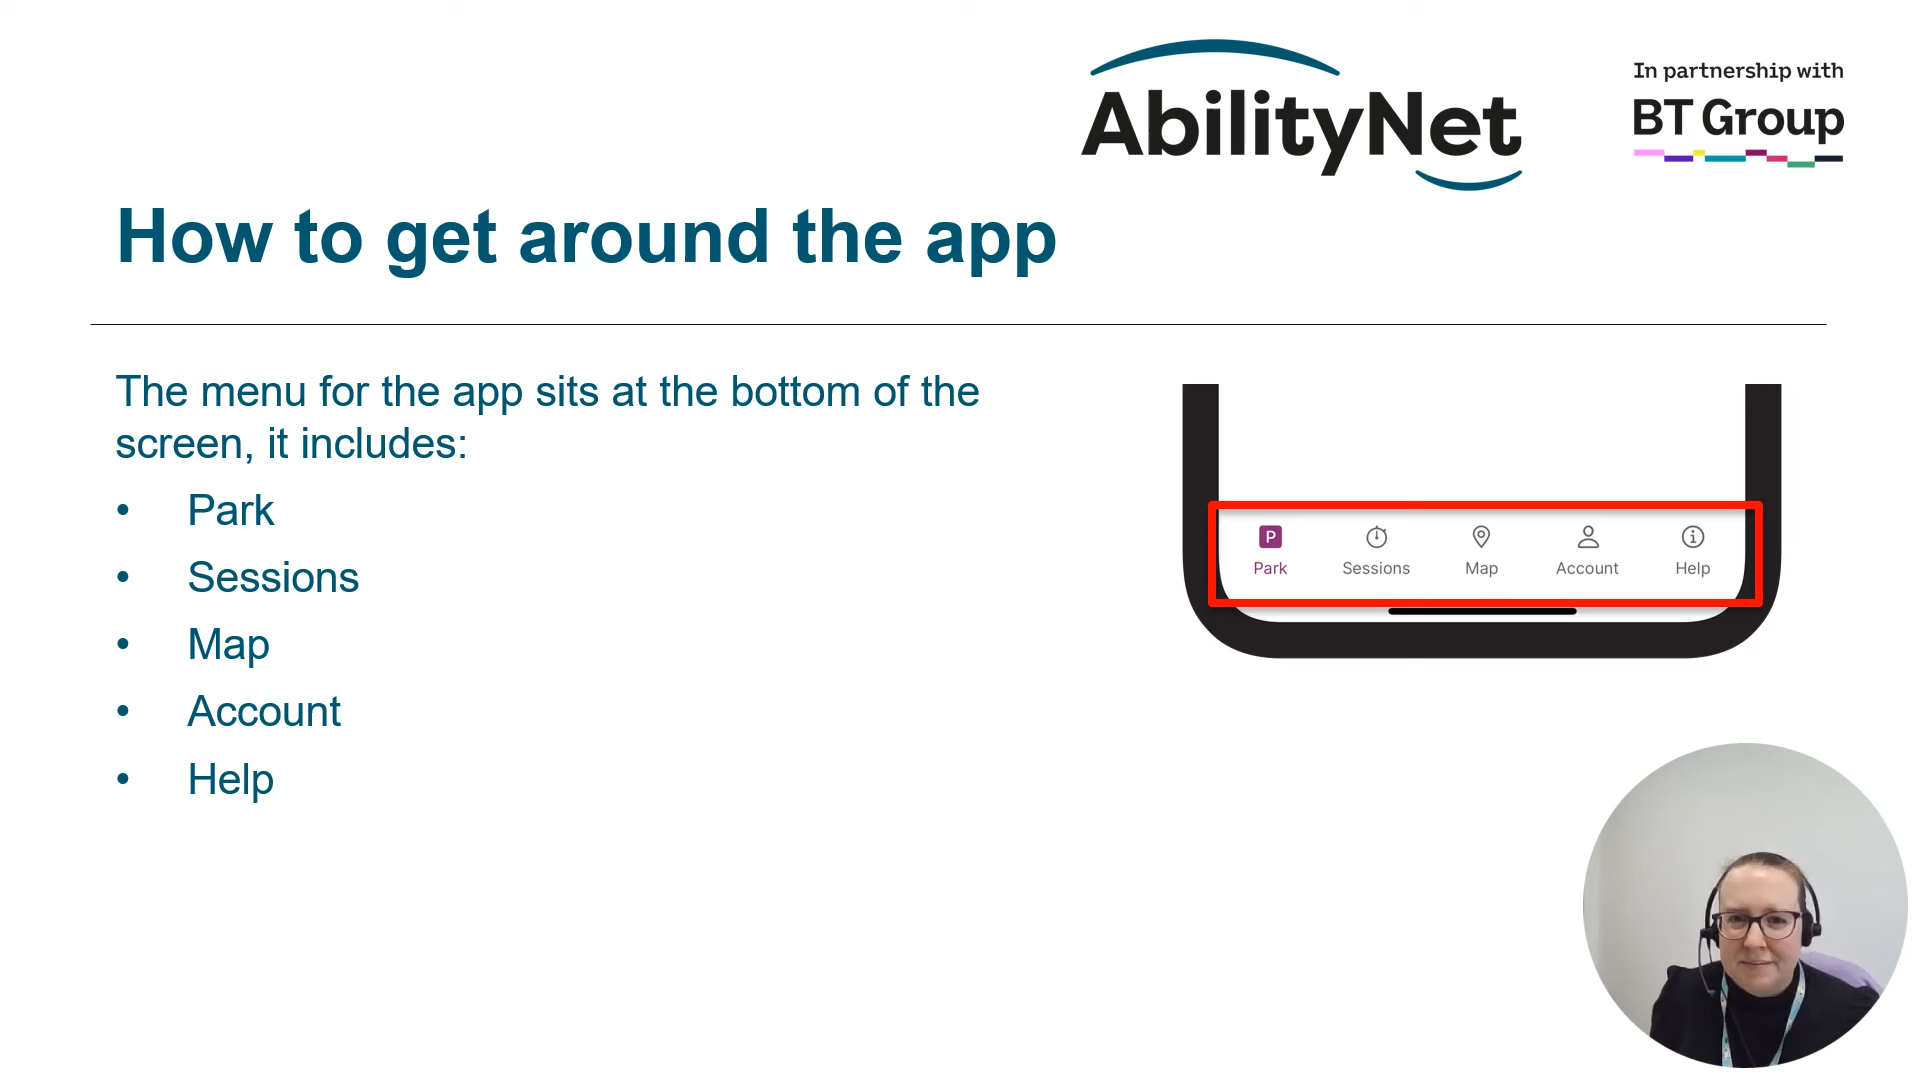 AbilityNet
In partnership with
BT Group
How to get around the app
The menu for the app sits at the bottom of the
screen, it includes:
• Park
• Sessions
• Map
• Account
• Help
P
Park
Sessions
Map
Account
Help